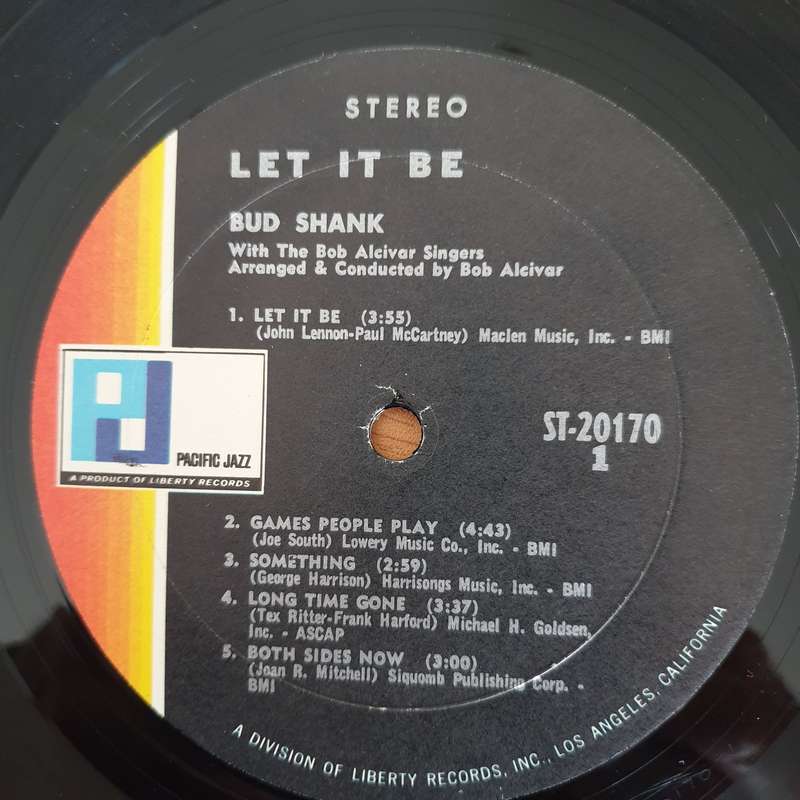 STEREO
LET IT BE
BUD SHANK
With The Bob Alcivar Singers
Arranged & Conducted by Bob Alcivar
1. LET IT BE (3:55)
(John Lennon-Paul McCartney) Maclen Music, Inc. - BMI
PJ
PACIFIC JAZZ
A PRODUCT OF LIBERTY RECORDS
ST-20170
1
2. GAMES PEOPLE PLAY (4:43)
(Joe South) Lowery Music Co., Inc. - BMI
3. SOMETHING (2:59)
(George Harrison) Harrisongs Music, Inc. - BMI
4. LONG TIME GONE (3:37)
(Tex Ritter-Frank Harford) Michael H. Goldsen,
Inc. - ASCAP
5. BOTH SIDES NOW (3:00)
(Joan R. Mitchell) Siquomb Publishing Corp. -
BMI
A DIVISION OF LIBERTY RECORDS, INC., LOS ANGELES, CALIFORNIA